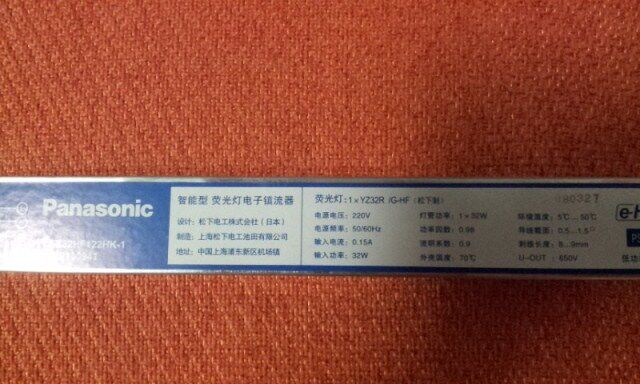 Panasonic
智能型 荧光灯电子镇流器
设计: 松下电工株式会社 (日本)
制造: 上海松下电工池田有限公司
地址: 中国上海浦东新区机场镇
荧光灯: 1×YZ32R /G-HF (松下制)
电源电压: 220V
电源频率: 50/60Hz
输入电流: 0.15A
输入功率: 32W
灯管功率: 1×32W
功率因数: 0.98
流明系数: 0.9
外壳温度: 70℃
180327
环境温度: 5℃...50℃
导线截面: 0.5...1.5
剥线长度: 8...9mm
U-OUT : 650V
e-H
低功